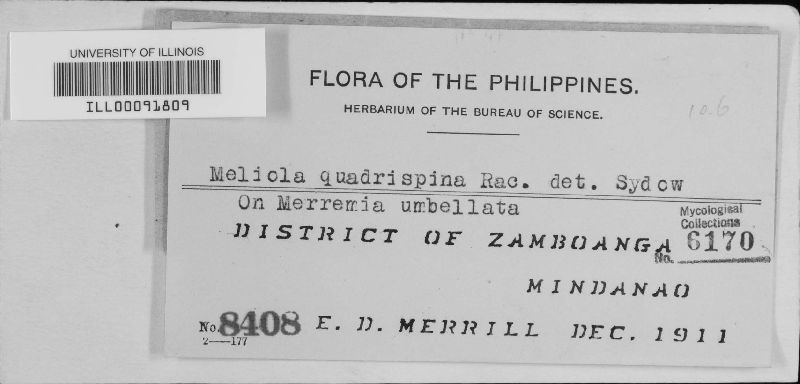 UNIVERSITY OF ILLINOIS
ILL00091809
FLORA OF THE PHILIPPINES.
HERBARIUM OF THE BUREAU OF SCIENCE.
10.6
Meliola quadrispina Rac. det. Sydow
On Merremia umbellata
Mycological
Collections
No. 6170
DISTRICT OF ZAMBOANGA
MINDANAO
No. 8408 E. D. MERRILL DEC. 1911
2—177